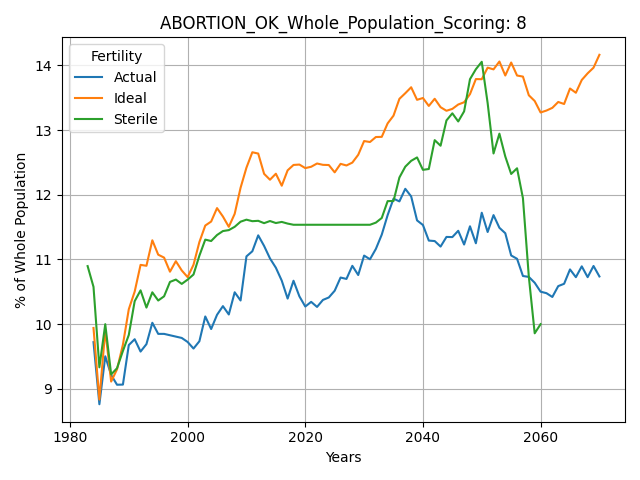 ABORTION_OK_Whole_Population_Scoring: 8
Fertility
Actual
Ideal
Sterile
% of Whole Population
14
13
12
11
10
9
1980 2000 2020 2040 2060
Years